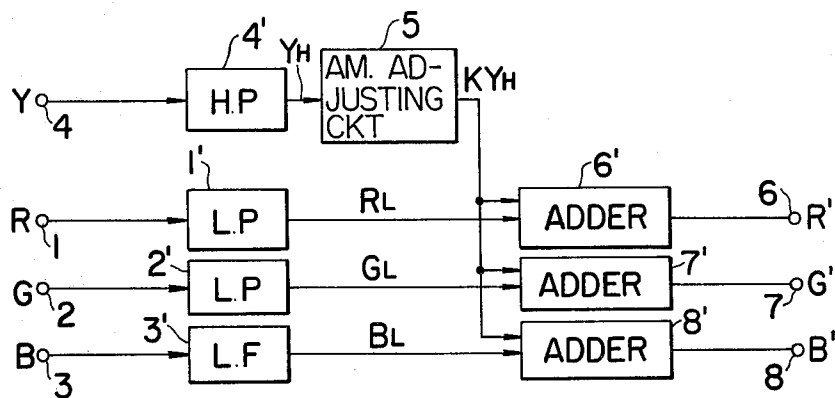 4' YH 5
Y 4 H.P AM. AD-
JUSTING
CKT KYH
1' 6'
R 1 L.P RL ADDER 6 R'
2' 7'
G 2 L.P GL ADDER 7 G'
3' 8'
B 3 L.F BL ADDER 8 B'